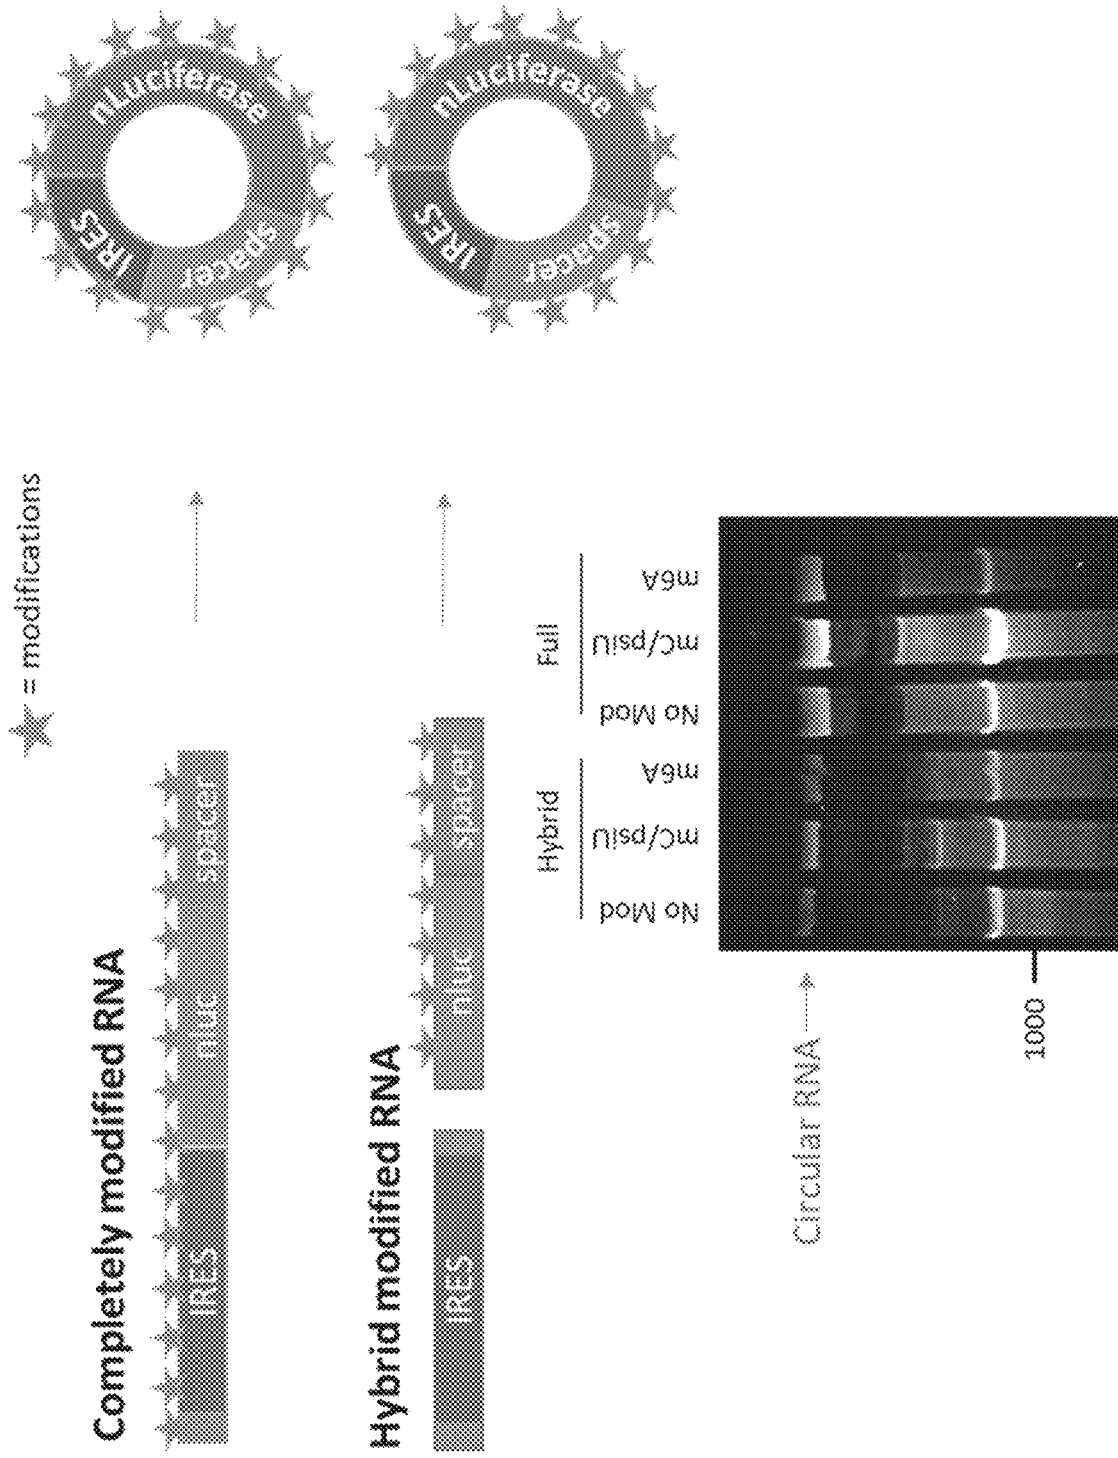 ★ = modifications
Completely modified RNA
IRES nluc spacer
IRES nLuciferase spacer
Hybrid modified RNA
IRES nluc spacer
IRES nLuciferase spacer
Hybrid Full
No Mod mC/psiU m6A No Mod mC/psiU m6A
Circular RNA
1000